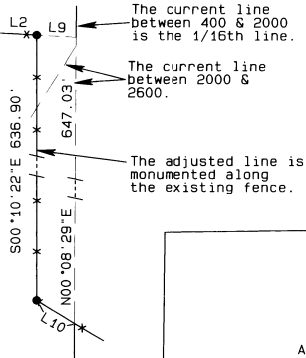 L2
L9
The current line
between 400 & 2000
is the 1/16th line.
The current line
between 2000 &
2600.
S00°10'22"E 636.90'
N00°08'29"E 647.03'
The adjusted line is
monumented along
the existing fence.
L10
A